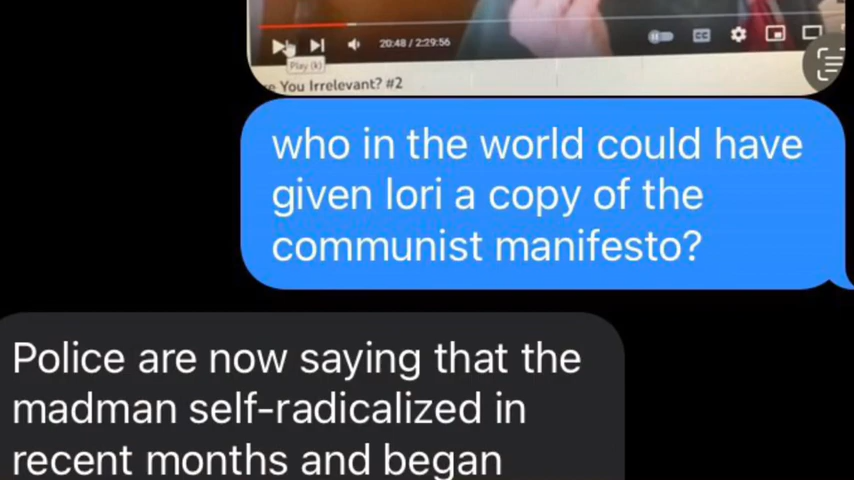 20:48 / 2:29:56
CC
Play (k)
e You Irrelevant? #2
who in the world could have
given lori a copy of the
communist manifesto?
Police are now saying that the
madman self-radicalized in
recent months and began